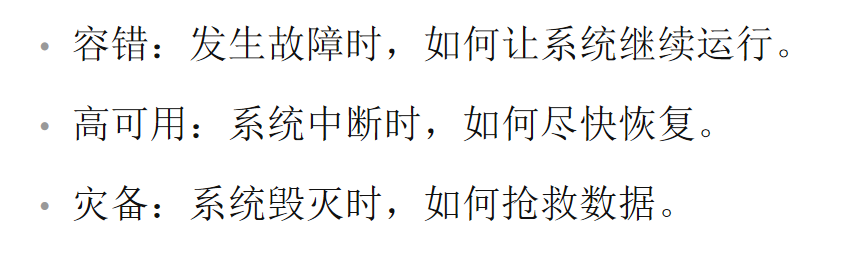 • 容错：发生故障时，如何让系统继续运行。
• 高可用：系统中断时，如何尽快恢复。
• 灾备：系统毁灭时，如何抢救数据。